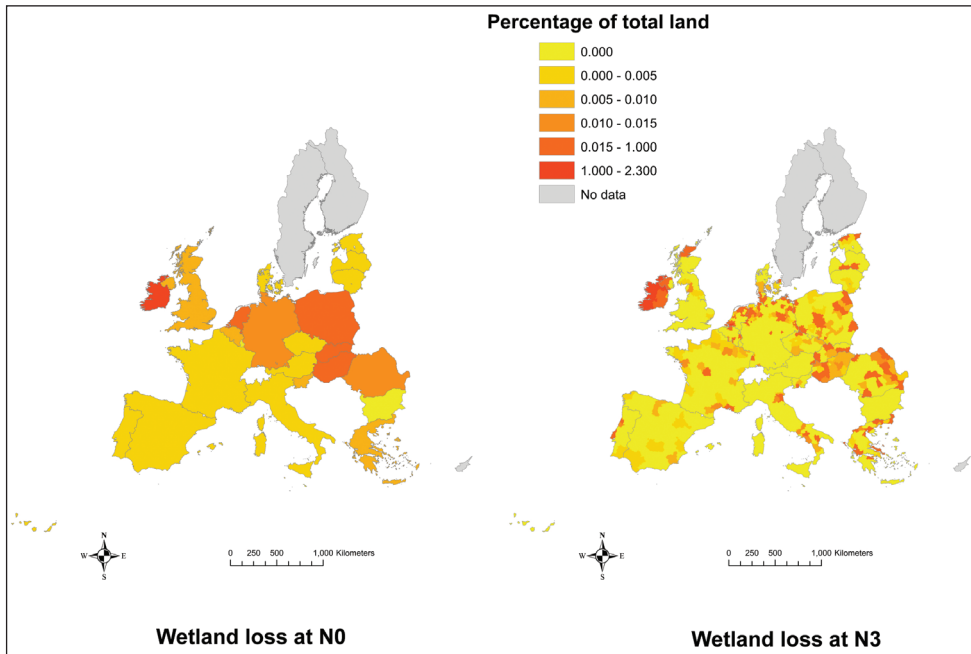 Percentage of total land
0.000
0.000 - 0.005
0.005 - 0.010
0.010 - 0.015
0.015 - 1.000
1.000 - 2.300
No data
N
W E
S
0 250 500 1,000 Kilometers
N
W E
S
0 250 500 1,000 Kilometers
Wetland loss at N0
Wetland loss at N3